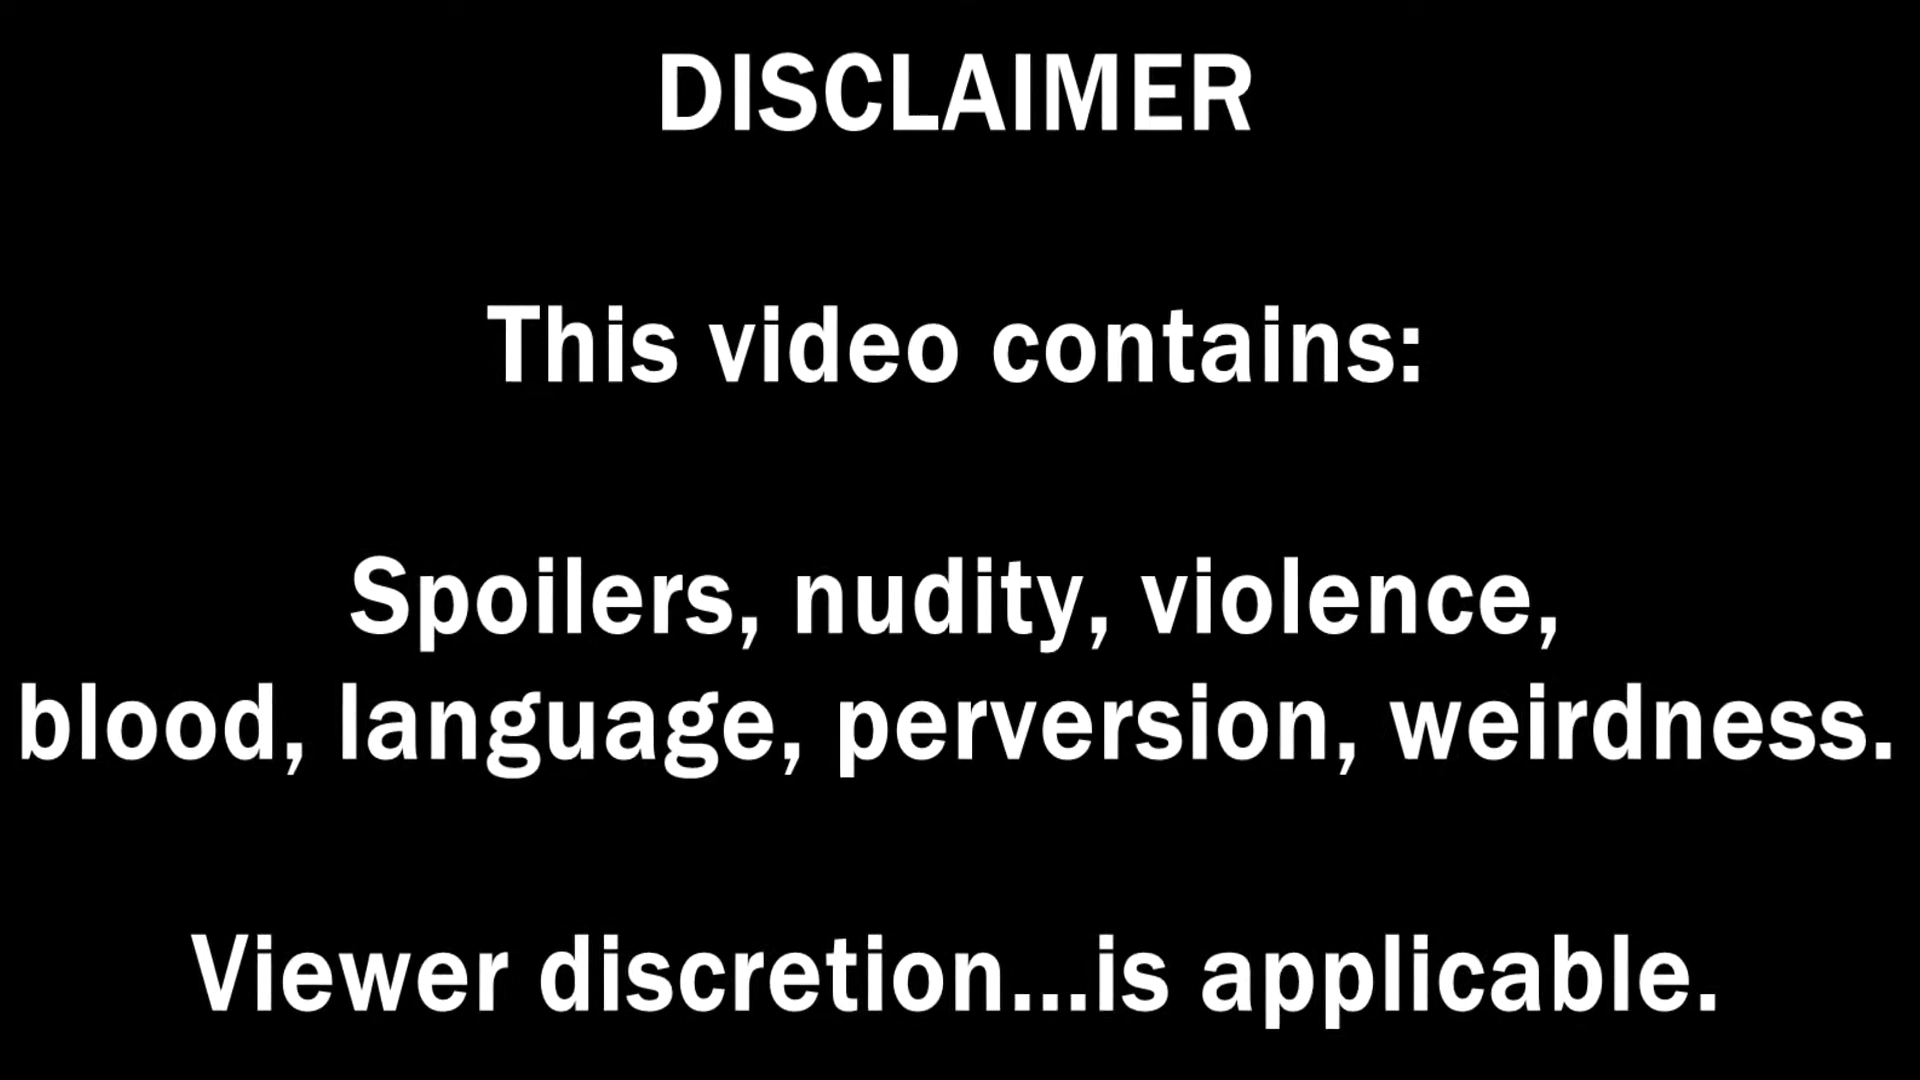 DISCLAIMER
This video contains:
Spoilers, nudity, violence,
blood, language, perversion, weirdness.
Viewer discretion...is applicable.